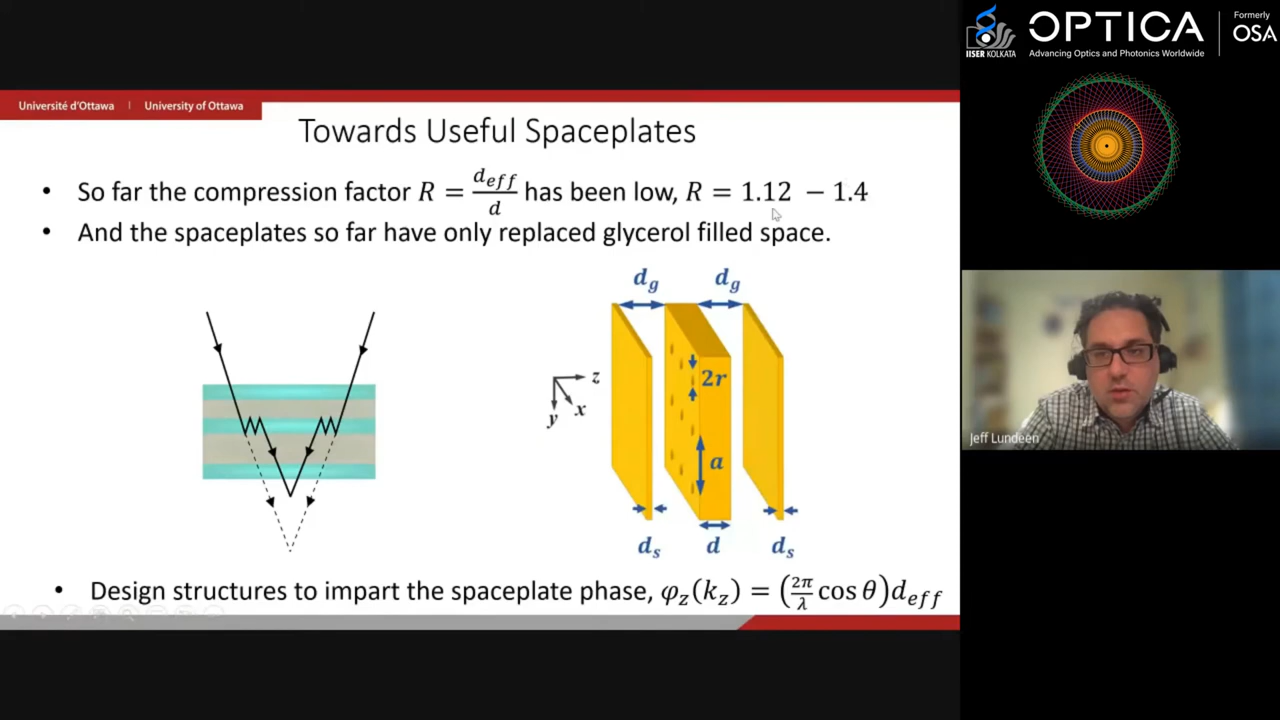 Université d'Ottawa | University of Ottawa
Towards Useful Spaceplates
• So far the compression factor R = d_eff/d has been low, R = 1.12 − 1.4
• And the spaceplates so far have only replaced glycerol filled space.
d_g d_g
2r
z
x
y
a
d_s d d_s
• Design structures to impart the spaceplate phase, φ_z(k_z) = (2π/λ cos θ)d_eff
IISER KOLKATA
OPTICA
Advancing Optics and Photonics Worldwide
Formerly
OSA
Jeff Lundeen